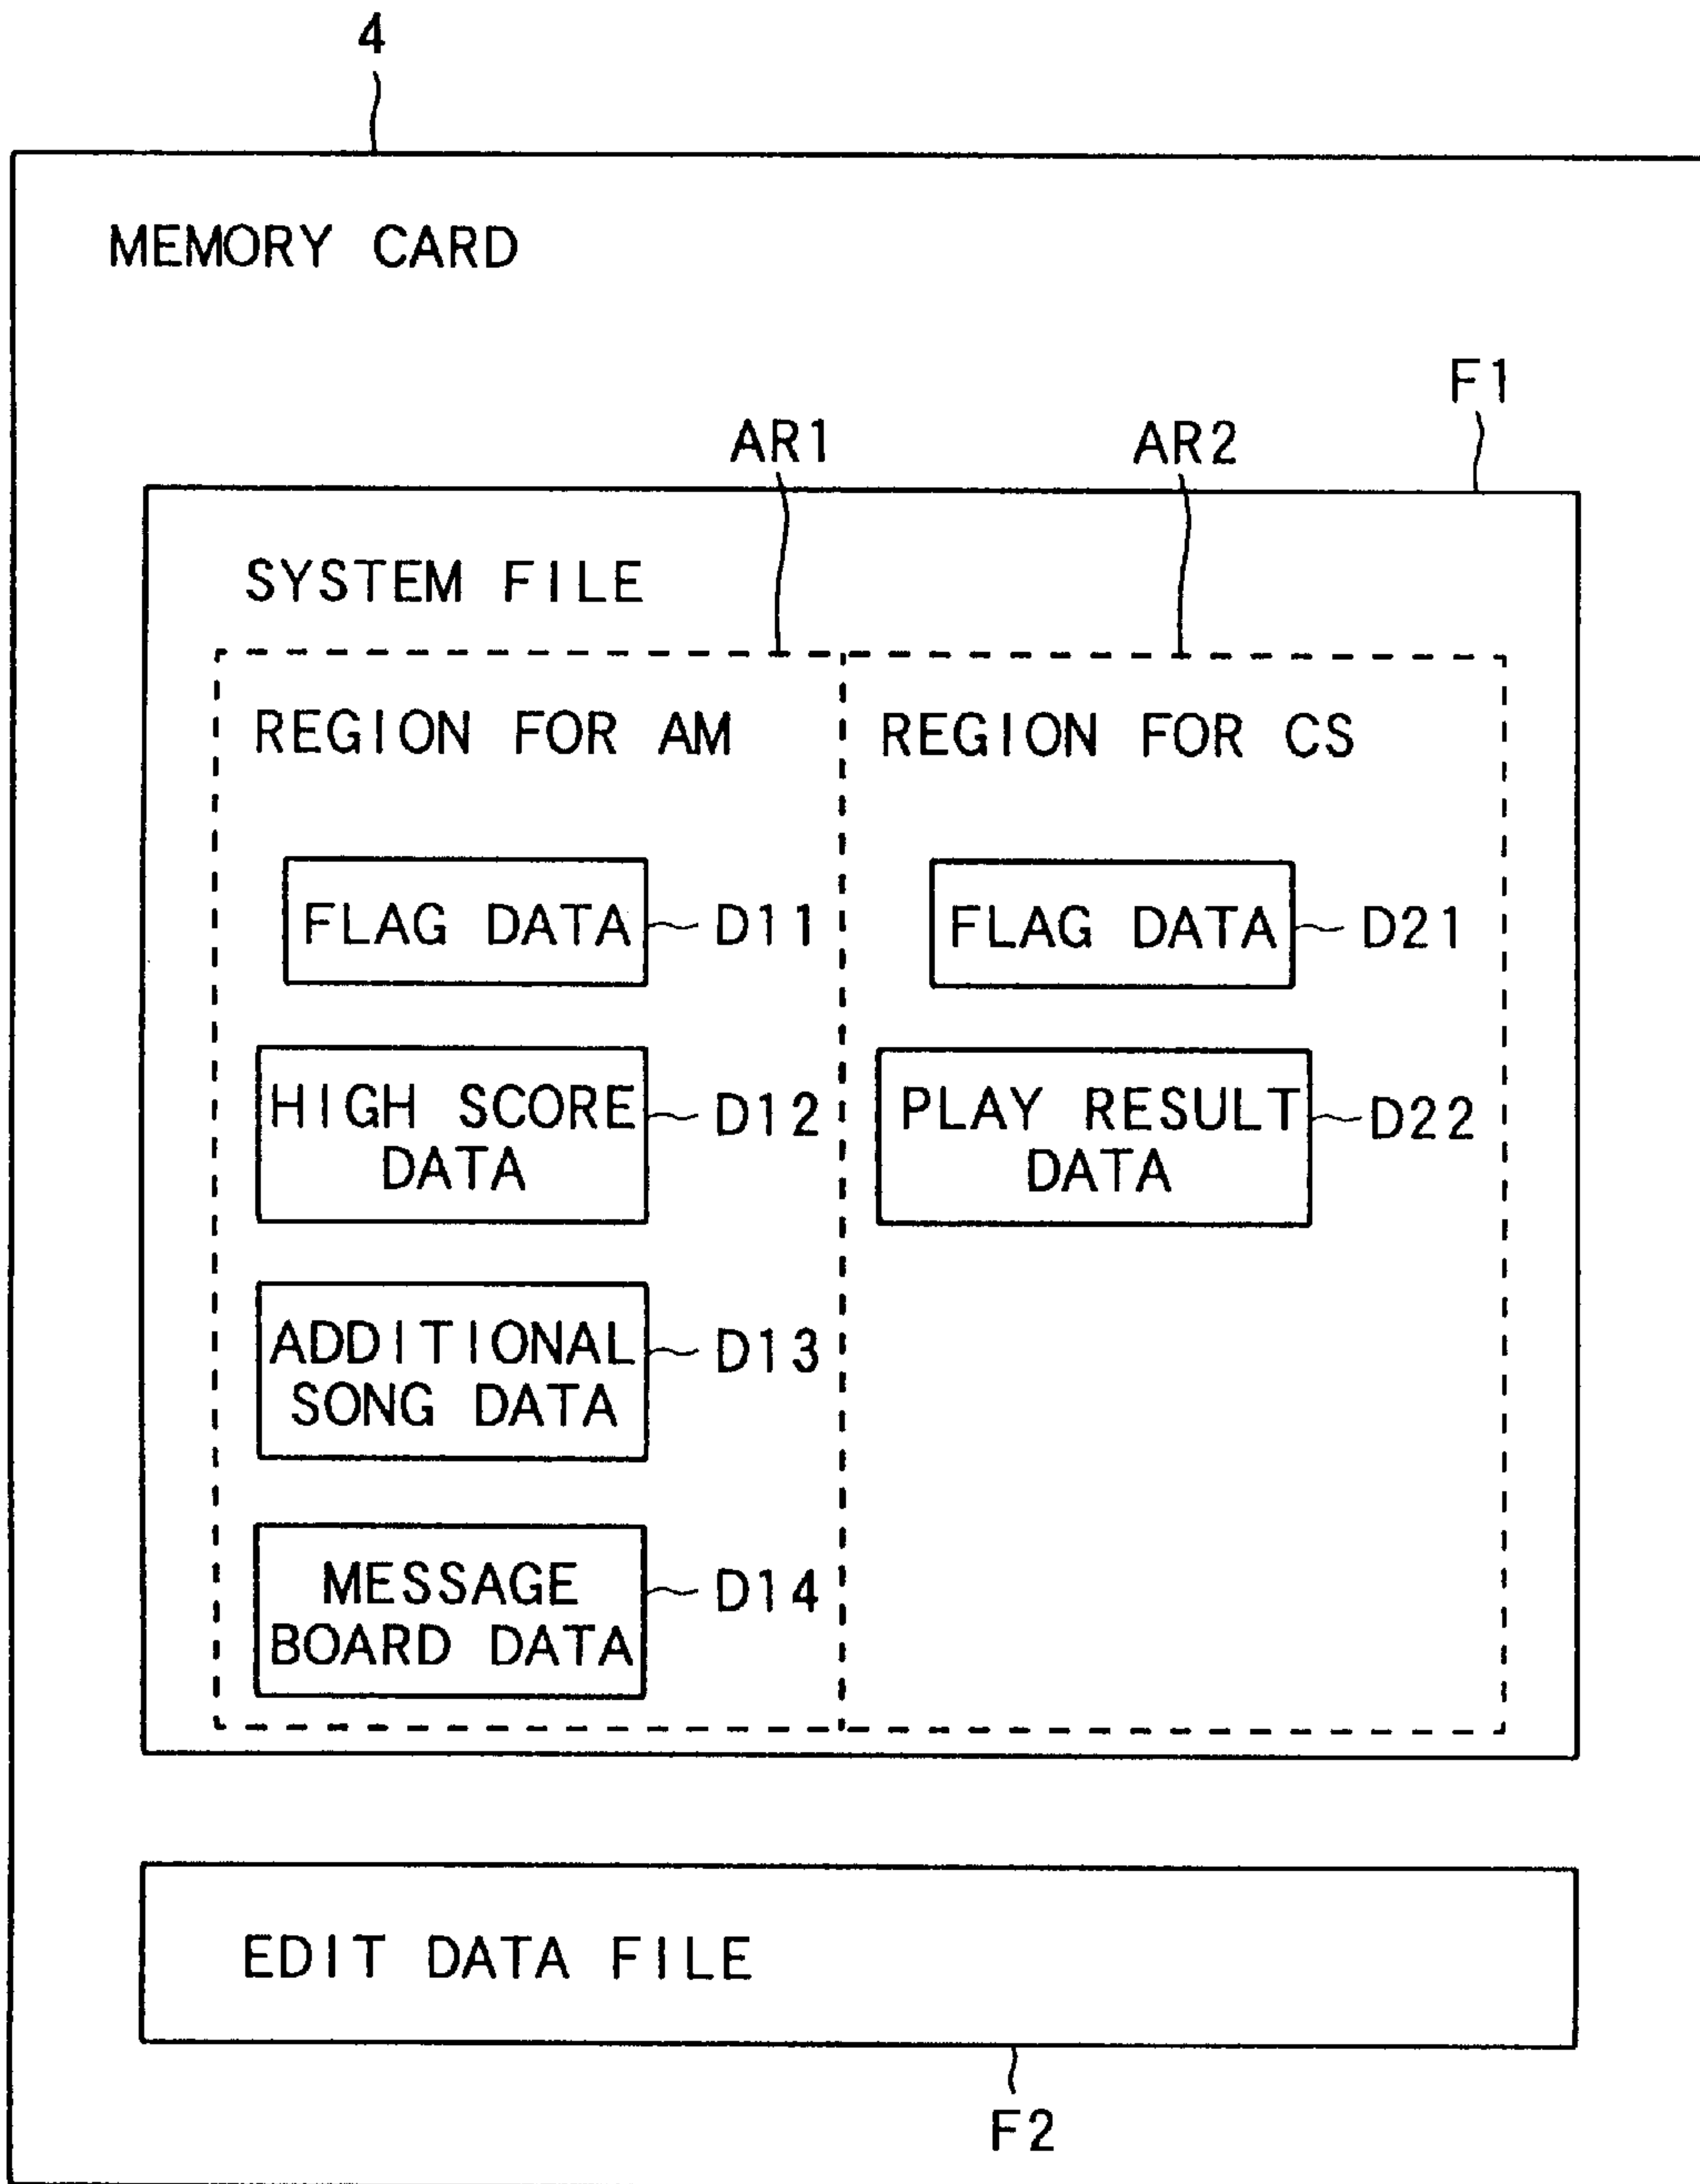 4
MEMORY CARD
F1
AR1
AR2
SYSTEM FILE
REGION FOR AM
REGION FOR CS
FLAG DATA
D11
FLAG DATA
D21
HIGH SCORE
DATA
D12
PLAY RESULT
DATA
D22
ADDITIONAL
SONG DATA
D13
MESSAGE
BOARD DATA
D14
EDIT DATA FILE
F2